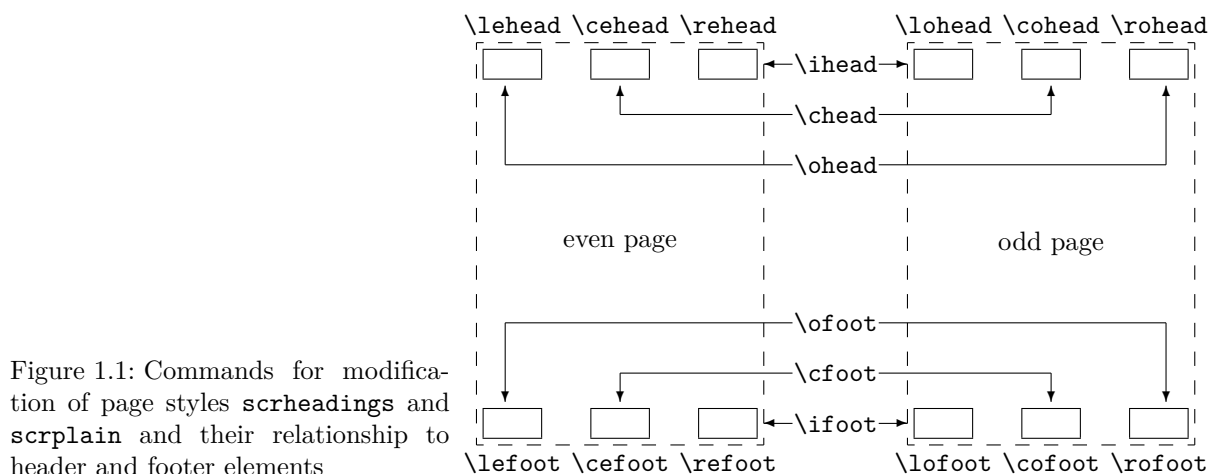 \lehead \cehead \rehead \lohead \cohead \rohead
\ihead
\chead
\ohead
even page odd page
\ofoot
\cfoot
\ifoot
\lefoot \cefoot \refoot \lofoot \cofoot \rofoot
Figure 1.1: Commands for modifica-
tion of page styles scrheadings and
scrplain and their relationship to
header and footer elements